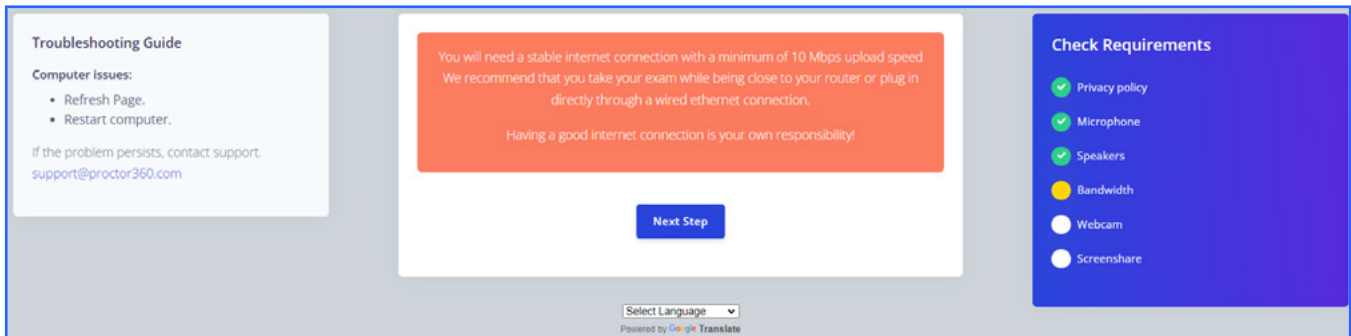 Troubleshooting Guide
Computer issues:
• Refresh Page.
• Restart computer.
If the problem persists, contact support.
support@proctor360.com
You will need a stable internet connection with a minimum of 10 Mbps upload speed
We recommend that you take your exam while being close to your router or plug in
directly through a wired ethernet connection.
Having a good internet connection is your own responsibility!
Next Step
Select Language
Powered by Google Translate
Check Requirements
Privacy policy
Microphone
Speakers
Bandwidth
Webcam
Screenshare